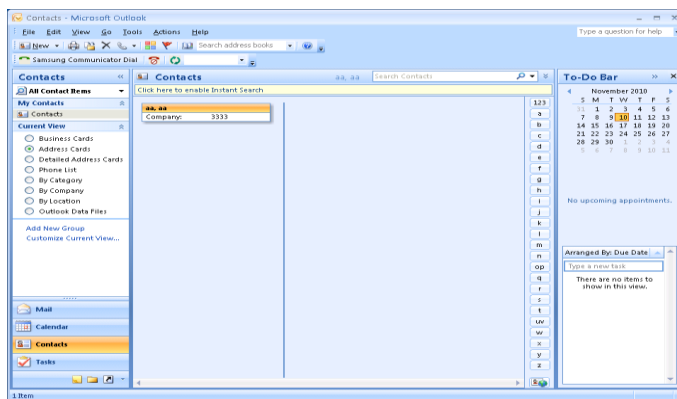 Contacts - Microsoft Outlook
File Edit View Go Tools Actions Help
Type a question for help
New
Search address books
Samsung Communicator Dial
Contacts
All Contact Items
My Contacts
Contacts
Current View
Business Cards
Address Cards
Detailed Address Cards
Phone List
By Category
By Company
By Location
Outlook Data Files
Add New Group
Customize Current View...
Mail
Calendar
Contacts
Tasks
1 Item
Contacts
aa, aa
Search Contacts
Click here to enable Instant Search
aa, aa
Company: 3333
123
a
b
c
d
e
f
g
h
i
j
k
l
m
n
op
q
r
s
t
uv
w
x
y
z
To-Do Bar
November 2010
S M T W T F S
31 1 2 3 4 5 6
7 8 9 10 11 12 13
14 15 16 17 18 19 20
21 22 23 24 25 26 27
28 29 30 1 2 3 4
5 6 7 8 9 10 11
No upcoming appointments.
Arranged By: Due Date
Type a new task
There are no items to
show in this view.